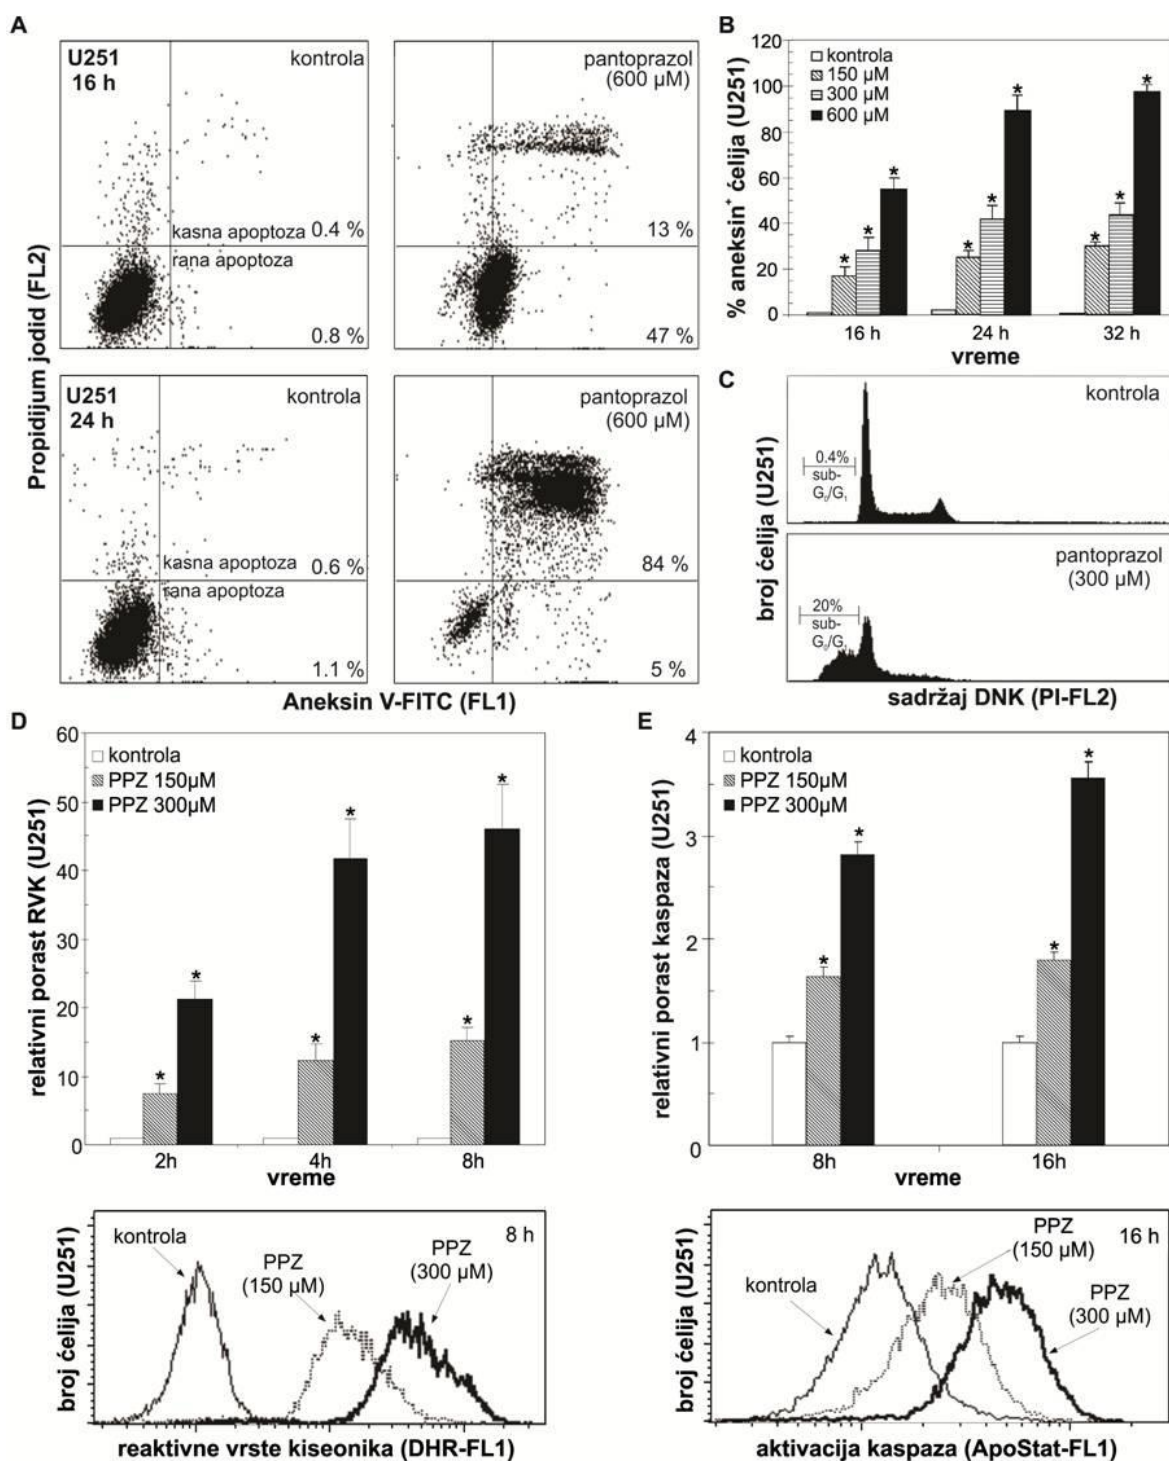 A
U251
16 h
kontrola
kasna apoptoza 0.4 %
rana apoptoza
0.8 %
pantoprazol
(600 µM)
13 %
47 %
U251
24 h
kontrola
kasna apoptoza 0.6 %
rana apoptoza
1.1 %
pantoprazol
(600 µM)
84 %
5 %
Propidijum jodid (FL2)
Aneksin V-FITC (FL1)
B
% aneksin⁺ ćelija (U251)
120
100
80
60
40
20
0
kontrola
150 µM
300 µM
600 µM
* * *
* * *
* * *
16 h 24 h 32 h
vreme
C
broj ćelija (U251)
kontrola
0.4%
sub-
G₀/G₁
pantoprazol
(300 µM)
20%
sub-
G₀/G₁
sadržaj DNK (PI-FL2)
D
relativni porast RVK (U251)
60
50
40
30
20
10
0
kontrola
PPZ 150µM
PPZ 300µM
* *
* *
* *
2h 4h 8h
vreme
broj ćelija (U251)
kontrola
PPZ
(150 µM)
PPZ
(300 µM)
8 h
reaktivne vrste kiseonika (DHR-FL1)
E
relativni porast kaspaza (U251)
4
3
2
1
0
kontrola
PPZ 150µM
PPZ 300µM
* *
* *
8h 16h
vreme
broj ćelija (U251)
kontrola
PPZ
(150 µM)
16 h
PPZ
(300 µM)
aktivacija kaspaza (ApoStat-FL1)